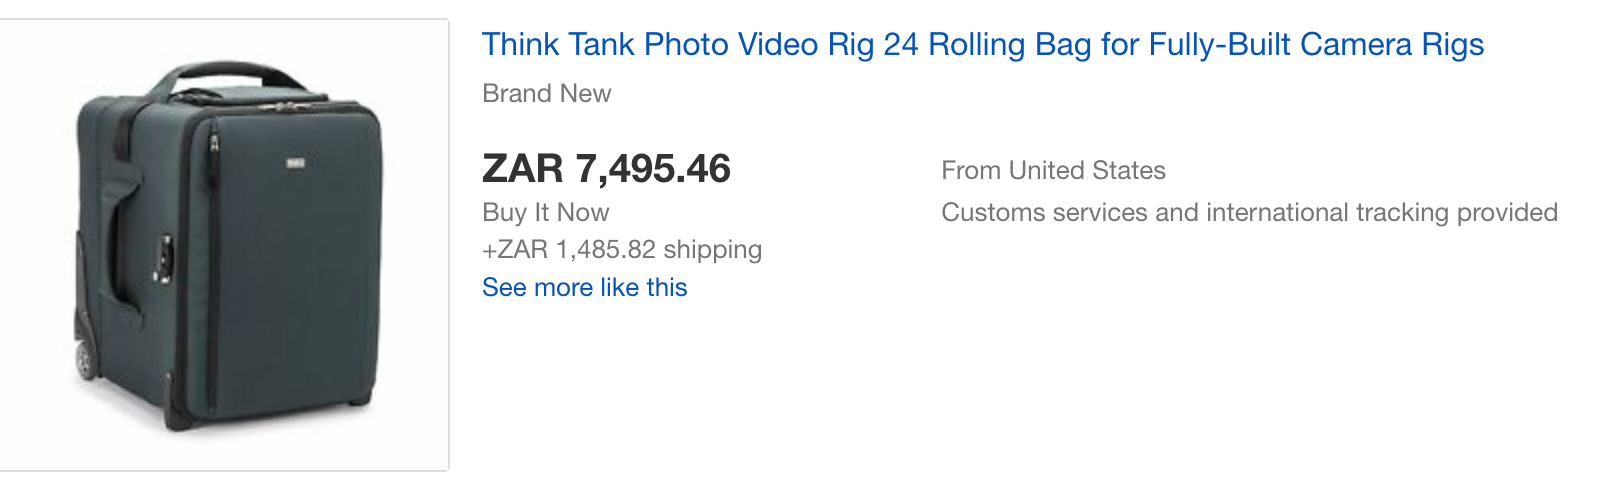 Think Tank Photo Video Rig 24 Rolling Bag for Fully-Built Camera Rigs
Brand New
ZAR 7,495.46
From United States
Buy It Now
Customs services and international tracking provided
+ZAR 1,485.82 shipping
See more like this